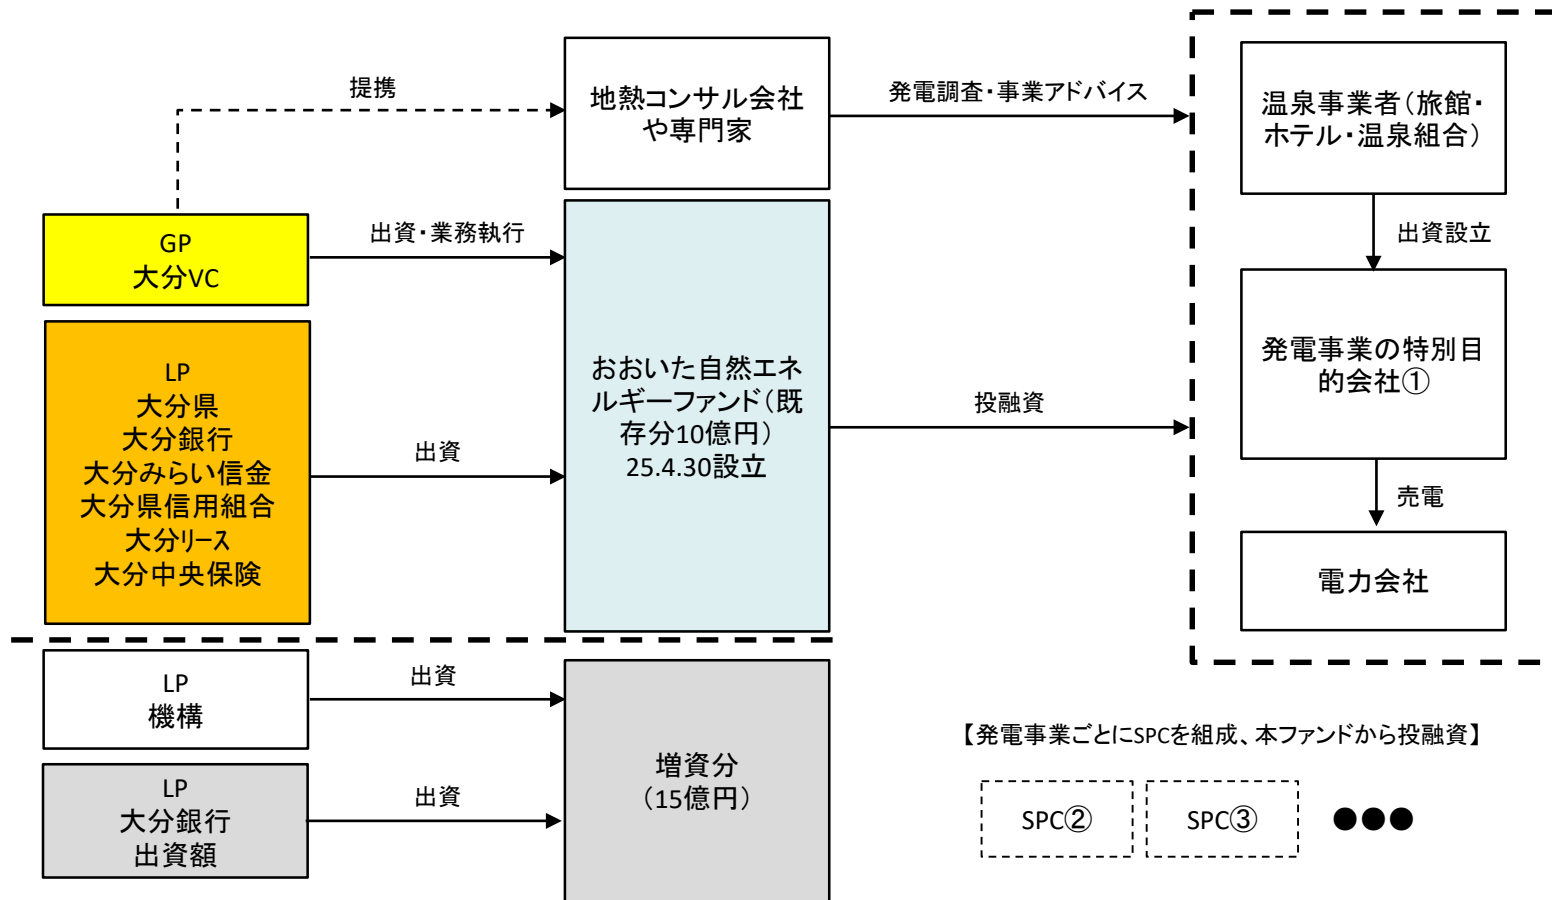 提携
地熱コンサル会社
や専門家
発電調査・事業アドバイス
温泉事業者（旅館・
ホテル・温泉組合）
GP
大分VC
出資・業務執行
出資設立
LP
大分県
大分銀行
大分みらい信金
大分県信用組合
大分リース
大分中央保険
出資
おおいた自然エネ
ルギーファンド（既
存分10億円）
25.4.30設立
投融資
発電事業の特別目
的会社①
売電
電力会社
LP
機構
出資
LP
大分銀行
出資額
出資
増資分
（15億円）
【発電事業ごとにSPCを組成、本ファンドから投融資】
SPC②
SPC③
●●●